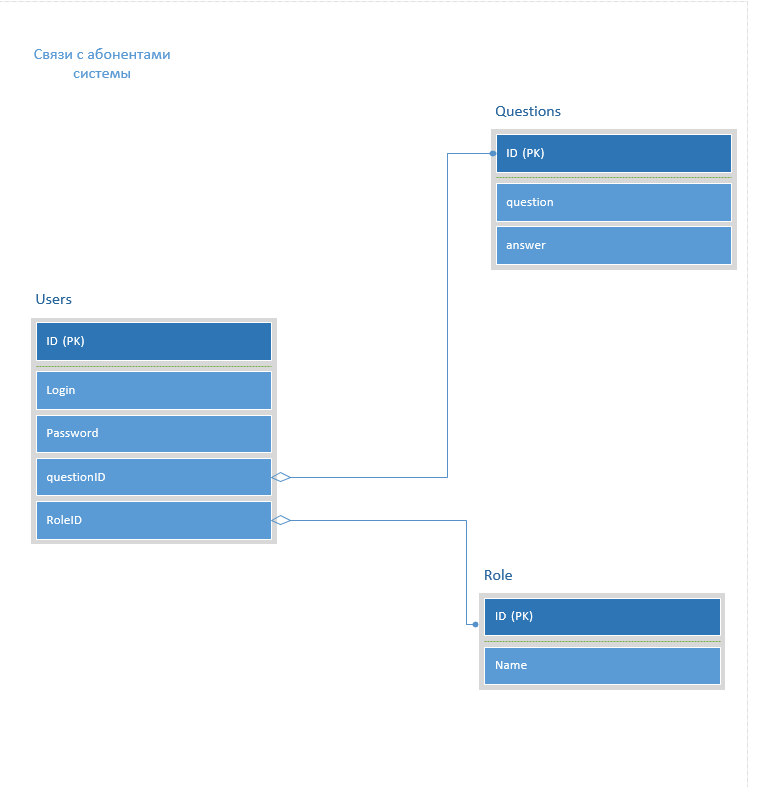 Связи с абонентами
системы
Questions
ID (PK)
question
answer
Users
ID (PK)
Login
Password
questionID
RoleID
Role
ID (PK)
Name